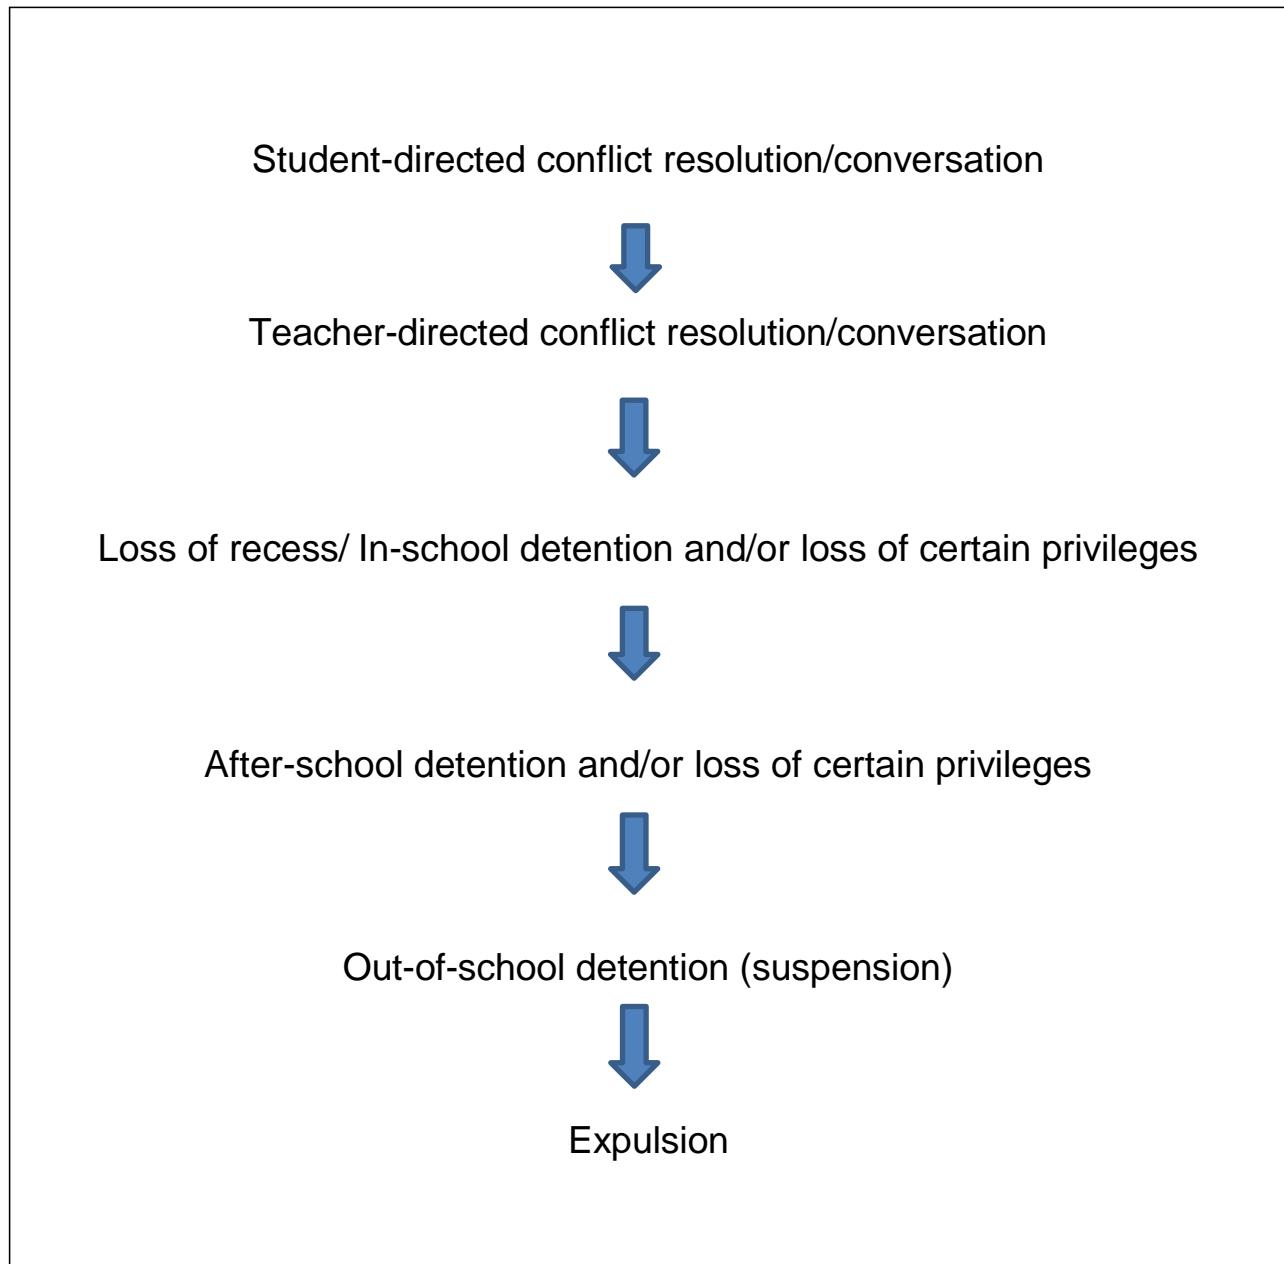 Student-directed conflict resolution/conversation
Teacher-directed conflict resolution/conversation
Loss of recess/ In-school detention and/or loss of certain privileges
After-school detention and/or loss of certain privileges
Out-of-school detention (suspension)
Expulsion